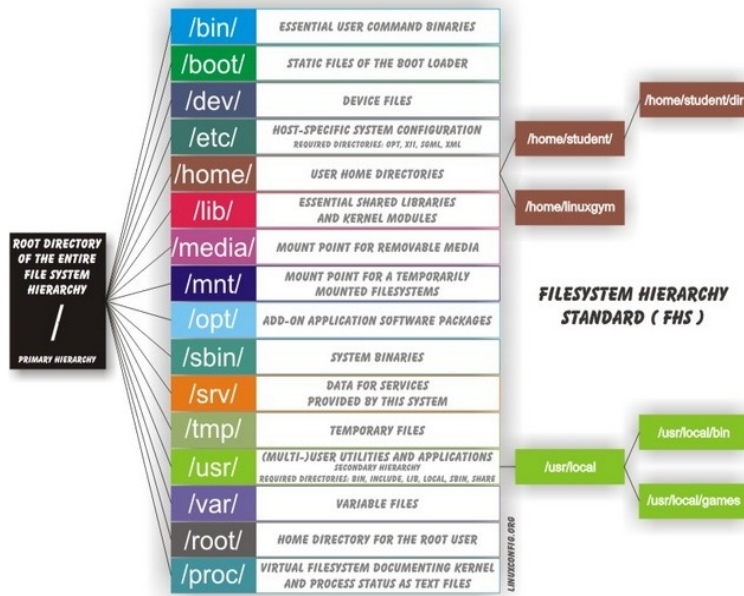 ROOT DIRECTORY
OF THE ENTIRE
FILE SYSTEM
HIERARCHY
/
PRIMARY HIERARCHY
/bin/
ESSENTIAL USER COMMAND BINARIES
/boot/
STATIC FILES OF THE BOOT LOADER
/dev/
DEVICE FILES
/etc/
HOST-SPECIFIC SYSTEM CONFIGURATION
REQUIRED DIRECTORIES: OPT, X11, SGML, XML
/home/
USER HOME DIRECTORIES
/home/student/
/home/student/dir
/home/linuxgym
/lib/
ESSENTIAL SHARED LIBRARIES
AND KERNEL MODULES
/media/
MOUNT POINT FOR REMOVABLE MEDIA
/mnt/
MOUNT POINT FOR A TEMPORARILY
MOUNTED FILESYSTEMS
/opt/
ADD-ON APPLICATION SOFTWARE PACKAGES
/sbin/
SYSTEM BINARIES
/srv/
DATA FOR SERVICES
PROVIDED BY THIS SYSTEM
/tmp/
TEMPORARY FILES
/usr/
(MULTI-)USER UTILITIES AND APPLICATIONS
SECONDARY HIERARCHY
REQUIRED DIRECTORIES: BIN, INCLUDE, LIB, LOCAL, SBIN, SHARE
/usr/local
/usr/local/bin
/usr/local/games
/var/
VARIABLE FILES
/root/
HOME DIRECTORY FOR THE ROOT USER
/proc/
VIRTUAL FILESYSTEM DOCUMENTING KERNEL
AND PROCESS STATUS AS TEXT FILES
FILESYSTEM HIERARCHY
STANDARD ( FHS )
LINUXCONFIG.ORG